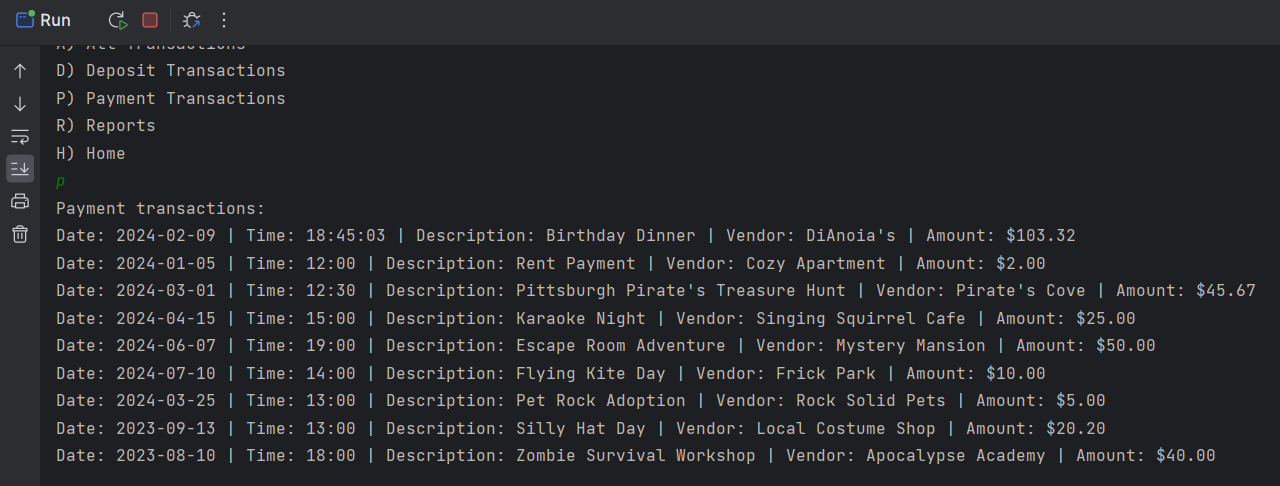 Run
A) All Transactions
D) Deposit Transactions
P) Payment Transactions
R) Reports
H) Home
p
Payment transactions:
Date: 2024-02-09 | Time: 18:45:03 | Description: Birthday Dinner | Vendor: DiAnoia's | Amount: $103.32
Date: 2024-01-05 | Time: 12:00 | Description: Rent Payment | Vendor: Cozy Apartment | Amount: $2.00
Date: 2024-03-01 | Time: 12:30 | Description: Pittsburgh Pirate's Treasure Hunt | Vendor: Pirate's Cove | Amount: $45.67
Date: 2024-04-15 | Time: 15:00 | Description: Karaoke Night | Vendor: Singing Squirrel Cafe | Amount: $25.00
Date: 2024-06-07 | Time: 19:00 | Description: Escape Room Adventure | Vendor: Mystery Mansion | Amount: $50.00
Date: 2024-07-10 | Time: 14:00 | Description: Flying Kite Day | Vendor: Frick Park | Amount: $10.00
Date: 2024-03-25 | Time: 13:00 | Description: Pet Rock Adoption | Vendor: Rock Solid Pets | Amount: $5.00
Date: 2023-09-13 | Time: 13:00 | Description: Silly Hat Day | Vendor: Local Costume Shop | Amount: $20.20
Date: 2023-08-10 | Time: 18:00 | Description: Zombie Survival Workshop | Vendor: Apocalypse Academy | Amount: $40.00